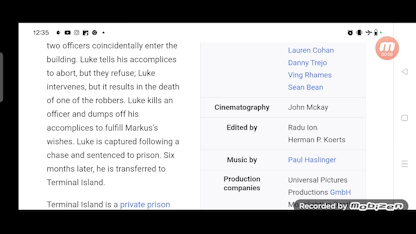 12:35
two officers coincidentally enter the
building. Luke tells his accomplices
to abort, but they refuse; Luke
intervenes, but it results in the death
of one of the robbers. Luke kills an
officer and dumps off his
accomplices to fulfill Markus's
wishes. Luke is captured following a
chase and sentenced to prison. Six
months later, he is transferred to
Terminal Island.
Terminal Island is a private prison
Lauren Cohan
Danny Trejo
Ving Rhames
Sean Bean
Cinematography John Mckay
Edited by Radu Ion
Herman P. Koerts
Music by Paul Haslinger
Production Universal Pictures
companies Productions GmbH
Recorded by Mobizen